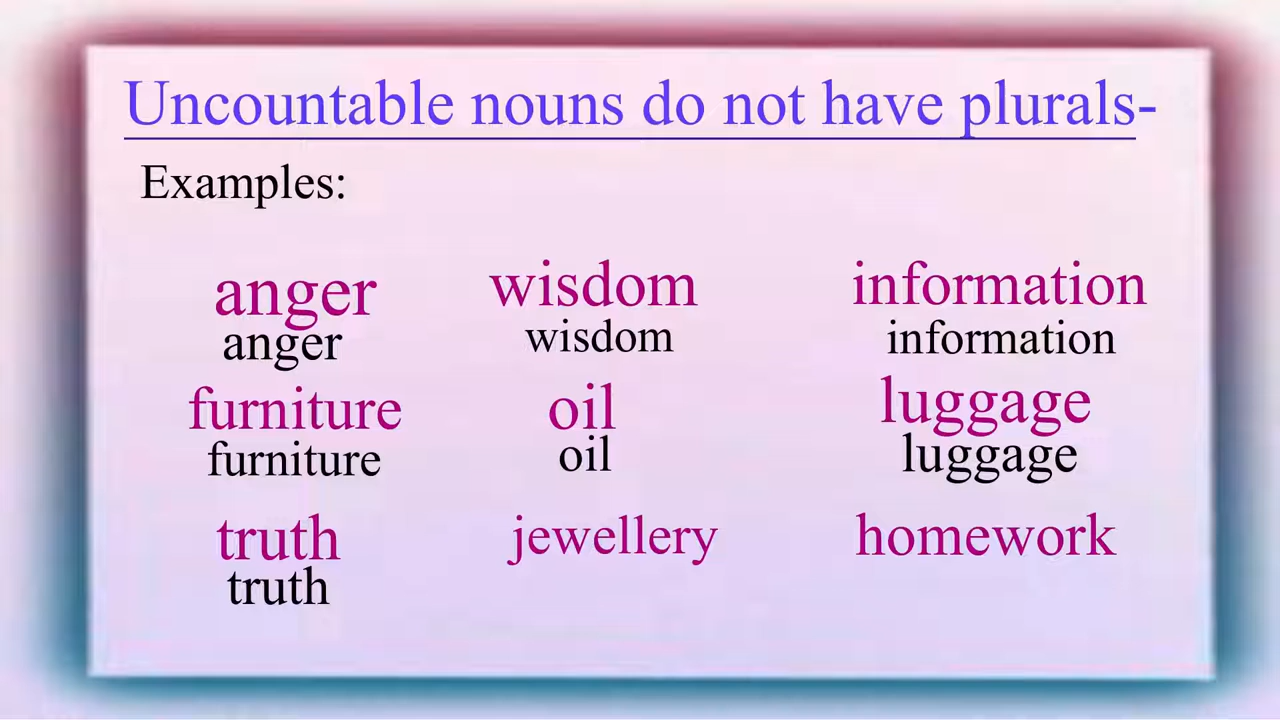 Uncountable nouns do not have plurals-
Examples:
anger wisdom information
anger wisdom information
furniture oil luggage
furniture oil luggage
truth jewellery homework
truth